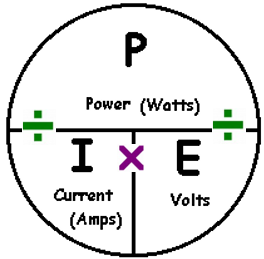 P
Power (Watts)
÷ ÷
I × E
Current Volts
(Amps)